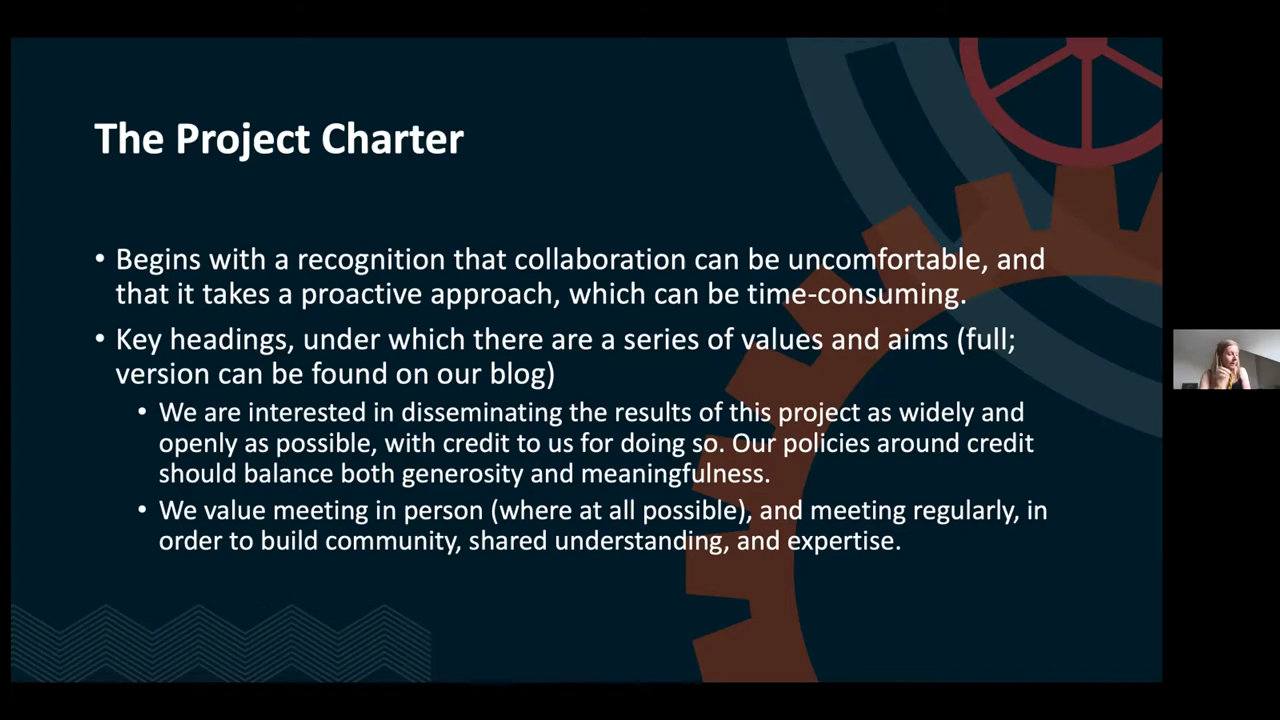 The Project Charter
• Begins with a recognition that collaboration can be uncomfortable, and
that it takes a proactive approach, which can be time-consuming.
• Key headings, under which there are a series of values and aims (full;
version can be found on our blog)
• We are interested in disseminating the results of this project as widely and
openly as possible, with credit to us for doing so. Our policies around credit
should balance both generosity and meaningfulness.
• We value meeting in person (where at all possible), and meeting regularly, in
order to build community, shared understanding, and expertise.